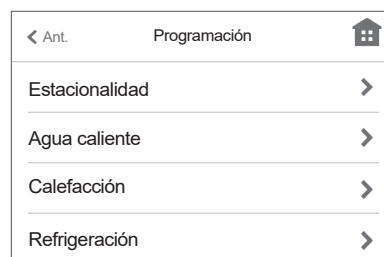 Ant.
Programación
Estacionalidad
Agua caliente
Calefacción
Refrigeración